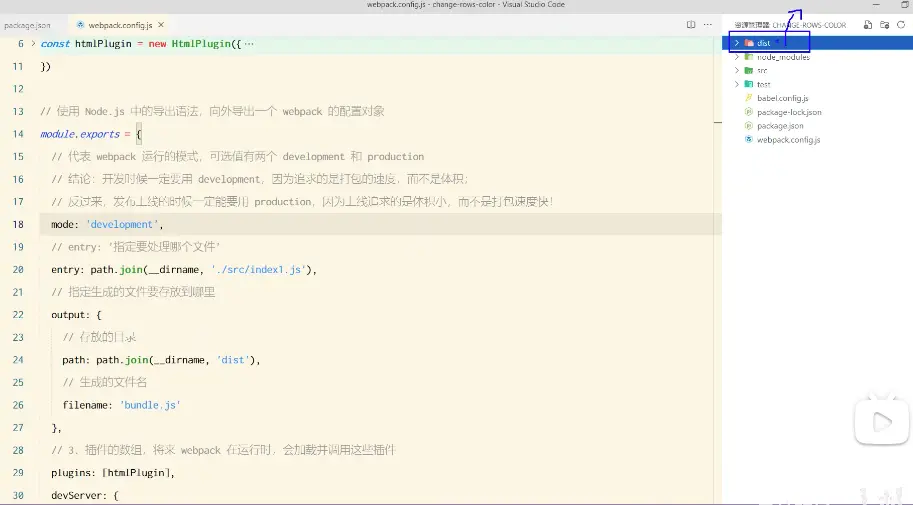 webpack.config.js - change-rows-color - Visual Studio Code
package.json
webpack.config.js
资源管理器 CHANGE-ROWS-COLOR
6 const htmlPlugin = new HtmlPlugin({ ···
11 })
12
13 // 使用 Node.js 中的导出语法，向外导出一个 webpack 的配置对象
14 module.exports = {
15 // 代表 webpack 运行的模式，可选值有两个 development 和 production
16 // 结论：开发时候一定要用 development，因为追求的是打包的速度，而不是体积；
17 // 反过来，发布上线的时候一定能要用 production，因为上线追求的是体积小，而不是打包速度快！
18 mode: 'development',
19 // entry: '指定要处理哪个文件'
20 entry: path.join(__dirname, './src/index1.js'),
21 // 指定生成的文件要存放到哪里
22 output: {
23 // 存放的目录
24 path: path.join(__dirname, 'dist'),
25 // 生成的文件名
26 filename: 'bundle.js'
27 },
28 // 3. 插件的数组，将来 webpack 在运行时，会加载并调用这些插件
29 plugins: [htmlPlugin],
30 devServer: {
dist
node_modules
src
test
babel.config.js
package-lock.json
package.json
webpack.config.js